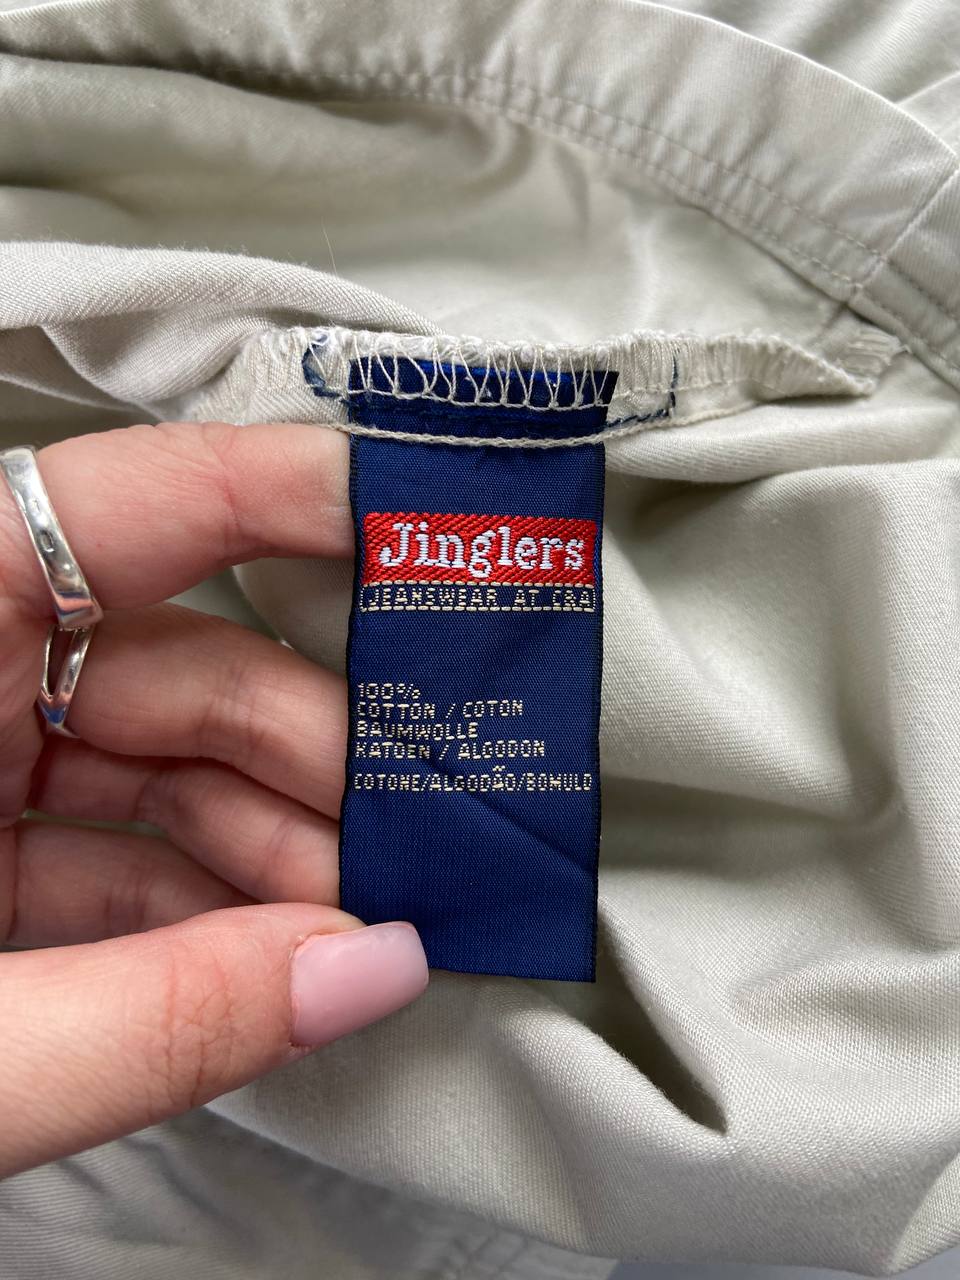 Jinglers
JEANSWEAR AT C&A
100%
COTTON / COTON
BAUMWOLLE
KATOEN / ALGODON
COTONE/ALGODÃO/BOMULD